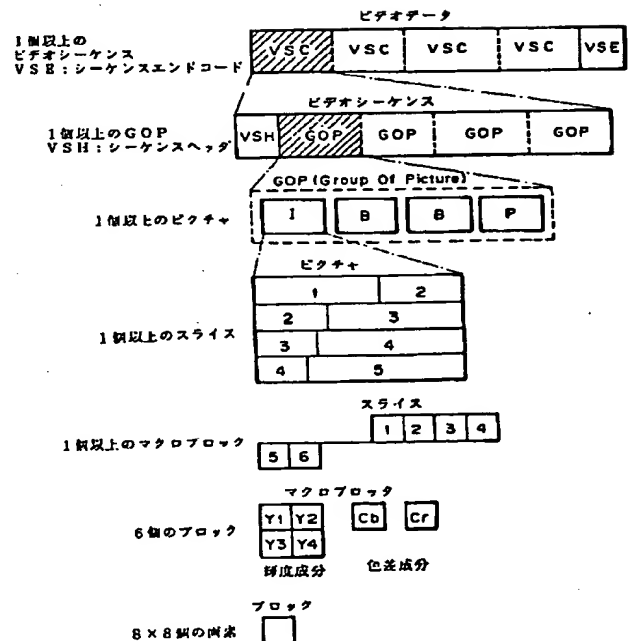 ビデオデータ
1個以上の
ビデオシーケンス
VSE:シーケンスエンドコード
VSC VSC VSC VSC VSE
ビデオシーケンス
1個以上のGOP
VSH:シーケンスヘッダ
VSH GOP GOP GOP GOP
GOP(Group Of Picture)
1個以上のピクチャ
I B B P
ピクチャ
1 2
2 3
1個以上のスライス
3 4
4 5
スライス
1 2 3 4
1個以上のマクロブロック
5 6
マクロブロック
Y1 Y2 Cb Cr
6個のブロック
Y3 Y4
輝度成分 色差成分
ブロック
8×8個の画素